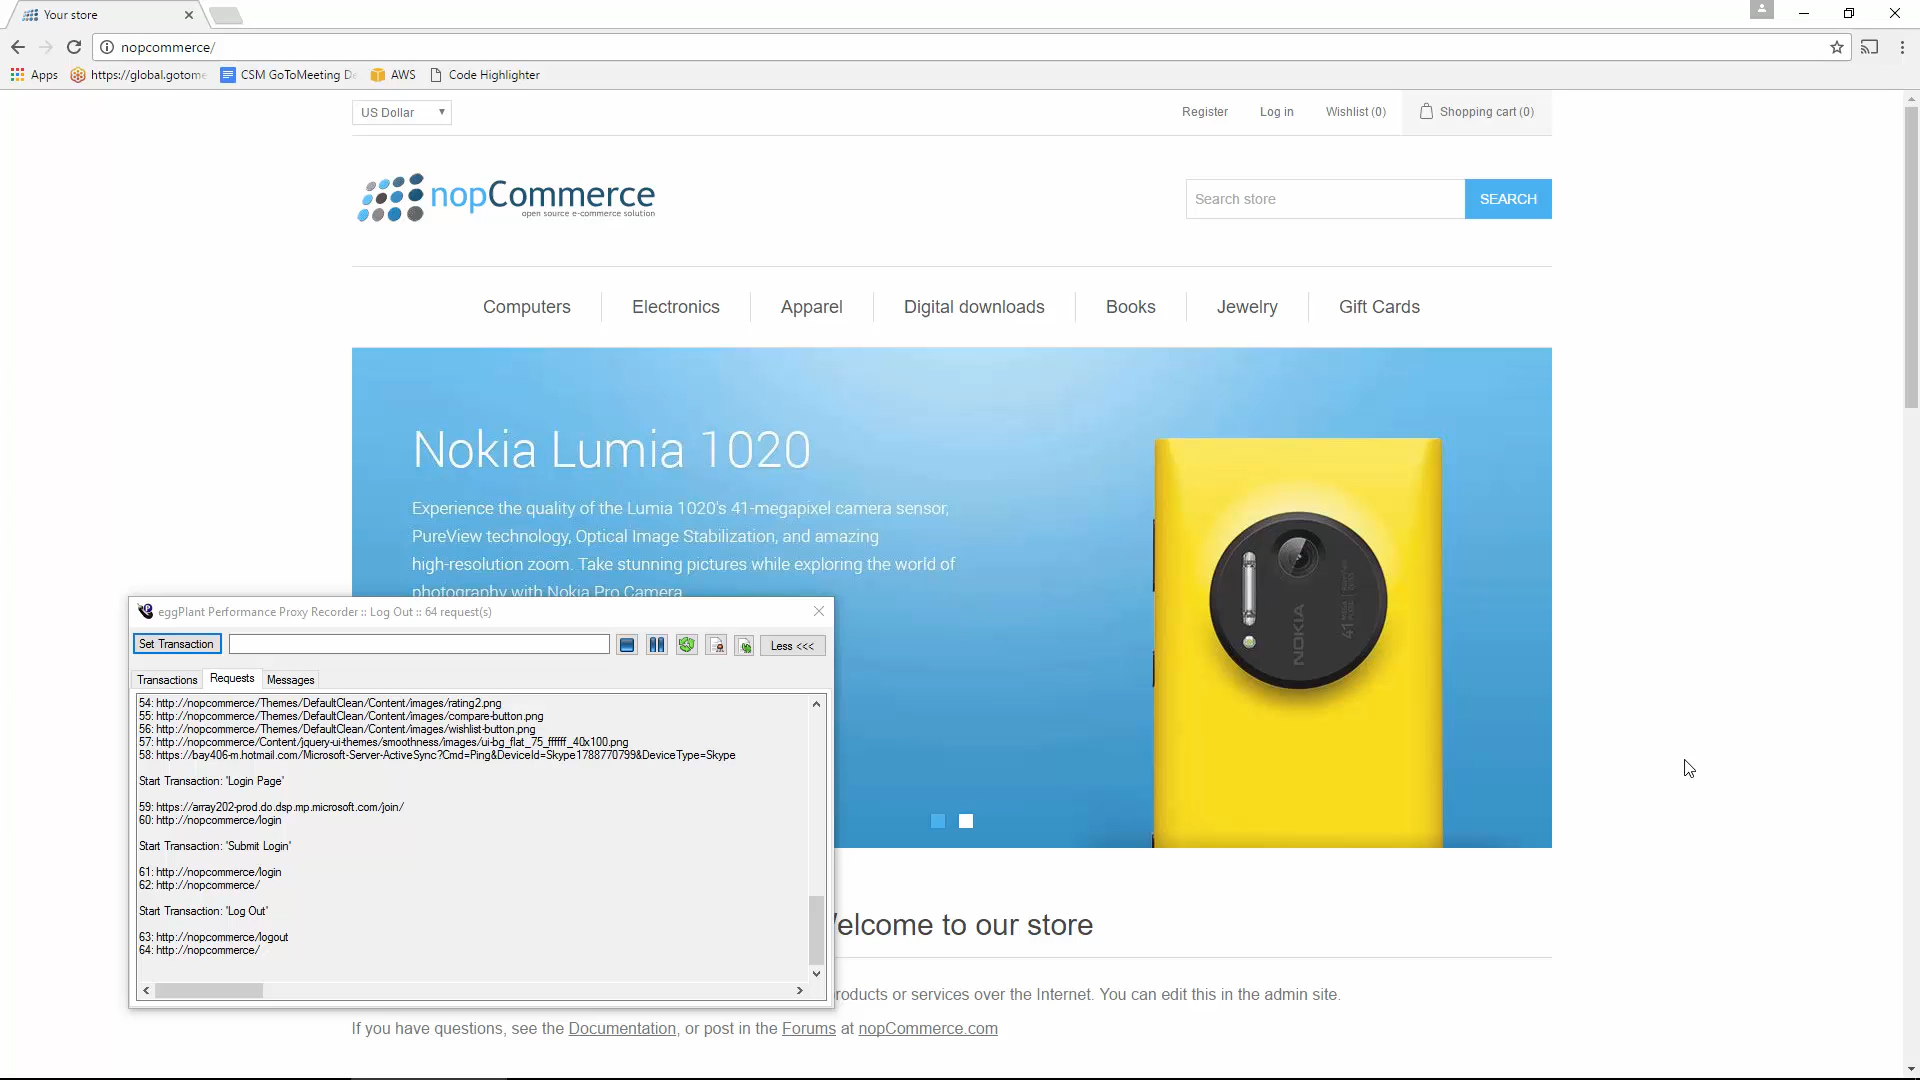 Your store
nopcommerce/
Apps
https://global.gotome
CSM GoToMeeting De
AWS
Code Highlighter
US Dollar
Register
Log in
Wishlist (0)
Shopping cart (0)
nopCommerce
open source e-commerce solution
Search store
SEARCH
Computers
Electronics
Apparel
Digital downloads
Books
Jewelry
Gift Cards
Nokia Lumia 1020
Experience the quality of the Lumia 1020's 41-megapixel camera sensor,
PureView technology, Optical Image Stabilization, and amazing
high-resolution zoom. Take stunning pictures while exploring the world of
photography with Nokia Pro Camera
NOKIA
eggPlant Performance Proxy Recorder :: Log Out :: 64 request(s)
Set Transaction
Less <<<
Transactions
Requests
Messages
54: http://nopcommerce/Themes/DefaultClean/Content/images/rating2.png
55: http://nopcommerce/Themes/DefaultClean/Content/images/compare-button.png
56: http://nopcommerce/Themes/DefaultClean/Content/images/wishlist-button.png
57: http://nopcommerce/Content/jquery-ui-themes/smoothness/images/ui-bg_flat_75_ffffff_40x100.png
58: https://bay406-m.hotmail.com/Microsoft-Server-ActiveSync?Cmd=Ping&DeviceId=Skype1788770799&DeviceType=Skype
Start Transaction: 'Login Page'
59: https://array202-prod.do.dsp.mp.microsoft.com/join/
60: http://nopcommerce/login
Start Transaction: 'Submit Login'
61: http://nopcommerce/login
62: http://nopcommerce/
Start Transaction: 'Log Out'
63: http://nopcommerce/logout
64: http://nopcommerce/
elcome to our store
roducts or services over the Internet. You can edit this in the admin site.
If you have questions, see the Documentation, or post in the Forums at nopCommerce.com